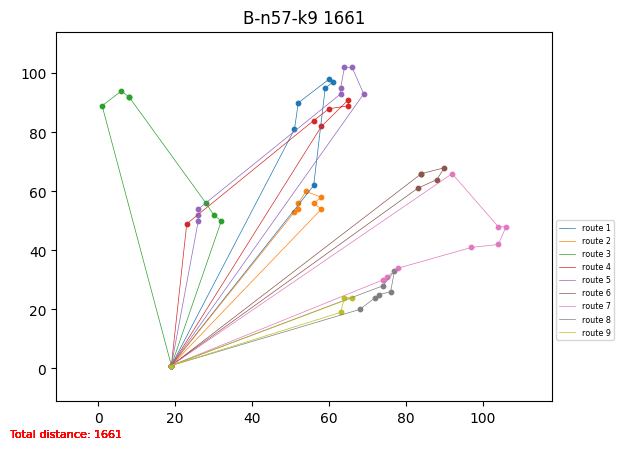 B-n57-k9 1661
100
80
60
40
20
0
0 20 40 60 80 100
route 1
route 2
route 3
route 4
route 5
route 6
route 7
route 8
route 9
Total distance: 1661